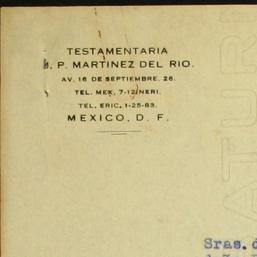 TESTAMENTARIA
J. P. MARTINEZ DEL RIO.
AV. 16 DE SEPTIEMBRE. 26.
TEL. MEX. 7-12 NERI.
TEL. ERIC. 1-25-83.
MEXICO, D. F.
Sras. d